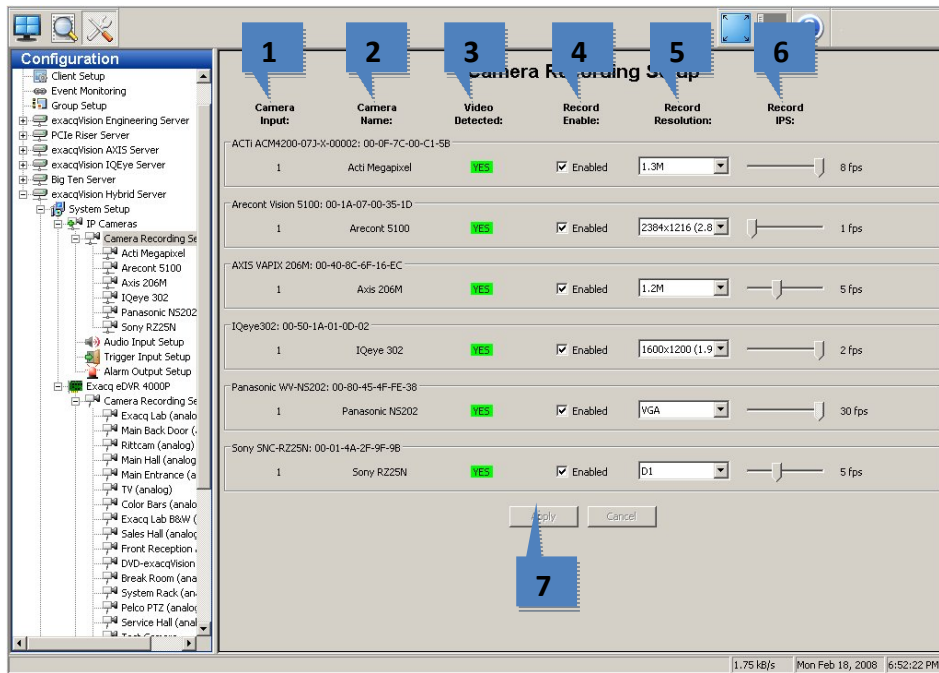 1 2 3 4 5 6
Configuration
Client Setup
Event Monitoring
Group Setup
exacqVision Engineering Server
PCIe Riser Server
exacqVision AXIS Server
exacqVision IQEye Server
Big Ten Server
exacqVision Hybrid Server
System Setup
IP Cameras
Camera Recording Se
Acti Megapixel
Arecont 5100
Axis 206M
IQeye 302
Panasonic NS202
Sony RZ25N
Audio Input Setup
Trigger Input Setup
Alarm Output Setup
Exacq eDVR 4000P
Camera Recording Se
Exacq Lab (analo
Main Back Door (
Rittcam (analog)
Main Hall (analog
Main Entrance (a
TV (analog)
Color Bars (analo
Exacq Lab B&W (
Sales Hall (analog
Front Reception
DVD-exacqVision
Break Room (ana
System Rack (an
Pelco PTZ (analog
Service Hall (anal
Camera Recording Setup
Camera Input: Camera Name: Video Detected: Record Enable: Record Resolution: Record IPS:
ACTi ACM4200-07J-X-00002: 00-0F-7C-00-C1-5B
1 Acti Megapixel YES Enabled 1.3M 8 fps
Arecont Vision 5100: 00-1A-07-00-35-1D
1 Arecont 5100 YES Enabled 2384x1216 (2.8 1 fps
AXIS VAPIX 206M: 00-40-8C-6F-16-EC
1 Axis 206M YES Enabled 1.2M 5 fps
IQeye302: 00-50-1A-01-0D-02
1 IQeye 302 YES Enabled 1600x1200 (1.9 2 fps
Panasonic WV-NS202: 00-80-45-4F-FE-38
1 Panasonic NS202 YES Enabled VGA 30 fps
Sony SNC-RZ25N: 00-01-4A-2F-9F-9B
1 Sony RZ25N YES Enabled D1 5 fps
Apply Cancel
7
1.75 kB/s Mon Feb 18, 2008 6:52:22 PM